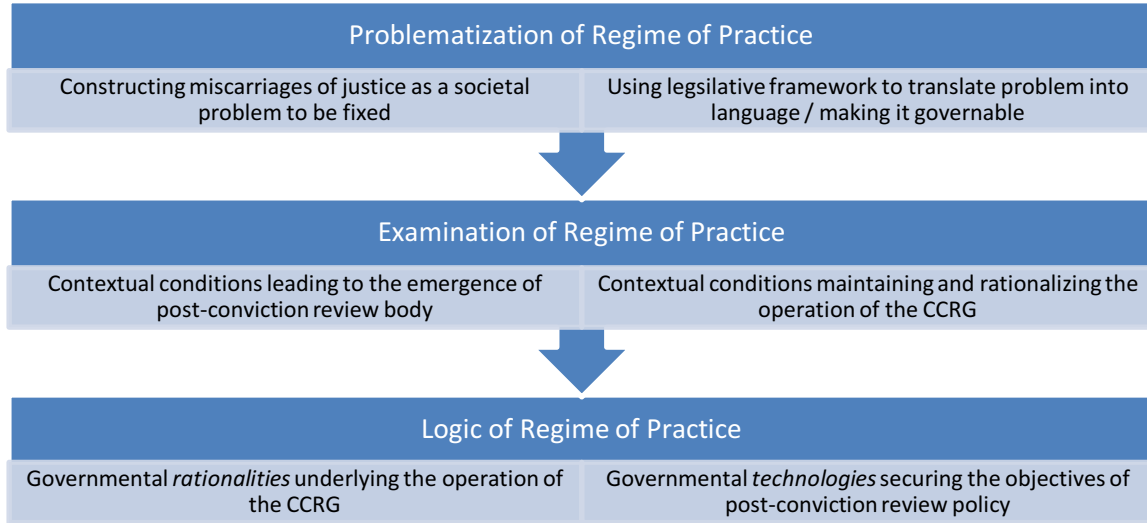 Problematization of Regime of Practice
Constructing miscarriages of justice as a societal
problem to be fixed
Using legsilative framework to translate problem into
language / making it governable
Examination of Regime of Practice
Contextual conditions leading to the emergence of
post-conviction review body
Contextual conditions maintaining and rationalizing the
operation of the CCRG
Logic of Regime of Practice
Governmental rationalities underlying the operation of
the CCRG
Governmental technologies securing the objectives of
post-conviction review policy